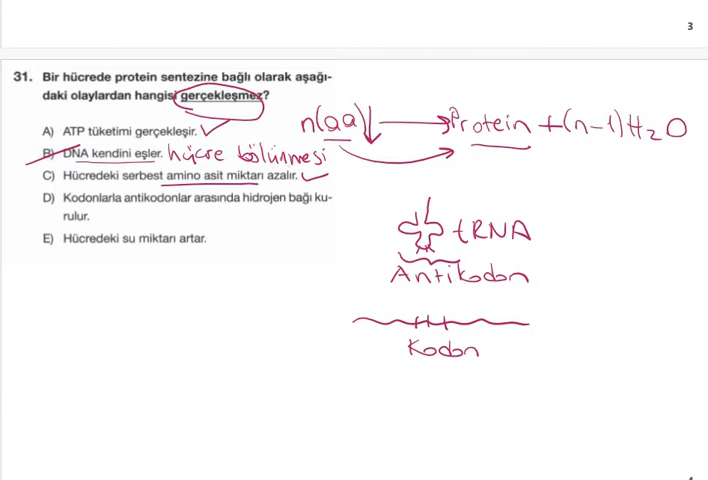 3
31. Bir hücrede protein sentezine bağlı olarak aşağı-
daki olaylardan hangisi gerçekleşmez?
A) ATP tüketimi gerçekleşir.
B) DNA kendini eşler. hücre bölünmesi
C) Hücredeki serbest amino asit miktarı azalır.
D) Kodonlarla antikodonlar arasında hidrojen bağı ku-
rulur.
E) Hücredeki su miktarı artar.
n(aa) → Protein + (n-1) H₂O
tRNA
Antikodon
Kodon